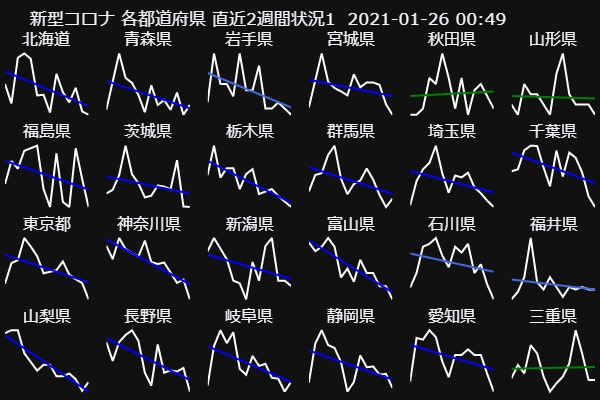 新型コロナ 各都道府県 直近2週間状況1 2021-01-26 00:49
北海道 青森県 岩手県 宮城県 秋田県 山形県
福島県 茨城県 栃木県 群馬県 埼玉県 千葉県
東京都 神奈川県 新潟県 富山県 石川県 福井県
山梨県 長野県 岐阜県 静岡県 愛知県 三重県